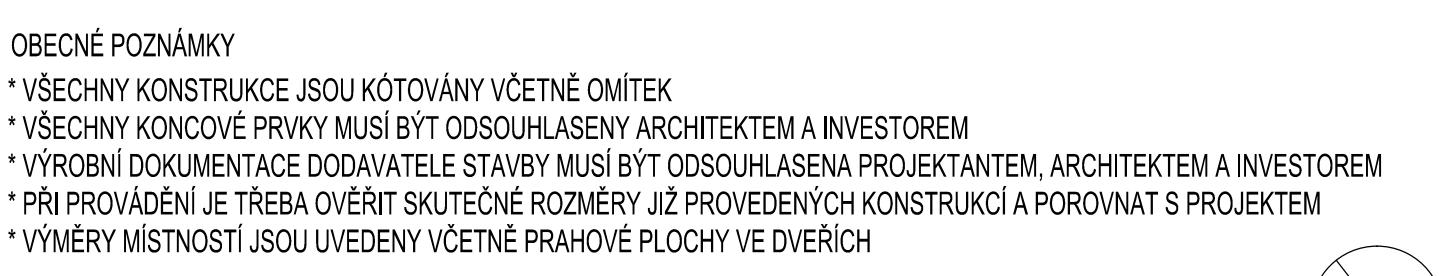 OBECNÉ POZNÁMKY
* VŠECHNY KONSTRUKCE JSOU KÓTOVÁNY VČETNĚ OMÍTEK
* VŠECHNY KONCOVÉ PRVKY MUSÍ BÝT ODSOUHLASENY ARCHITEKTEM A INVESTOREM
* VÝROBNÍ DOKUMENTACE DODAVATELE STAVBY MUSÍ BÝT ODSOUHLASENA PROJEKTANTEM, ARCHITEKTEM A INVESTOREM
* PŘI PROVÁDĚNÍ JE TŘEBA OVĚŘIT SKUTEČNÉ ROZMĚRY JIŽ PROVEDENÝCH KONSTRUKCÍ A POROVNAT S PROJEKTEM
* VÝMĚRY MÍSTNOSTÍ JSOU UVEDENY VČETNĚ PRAHOVÉ PLOCHY VE DVEŘÍCH